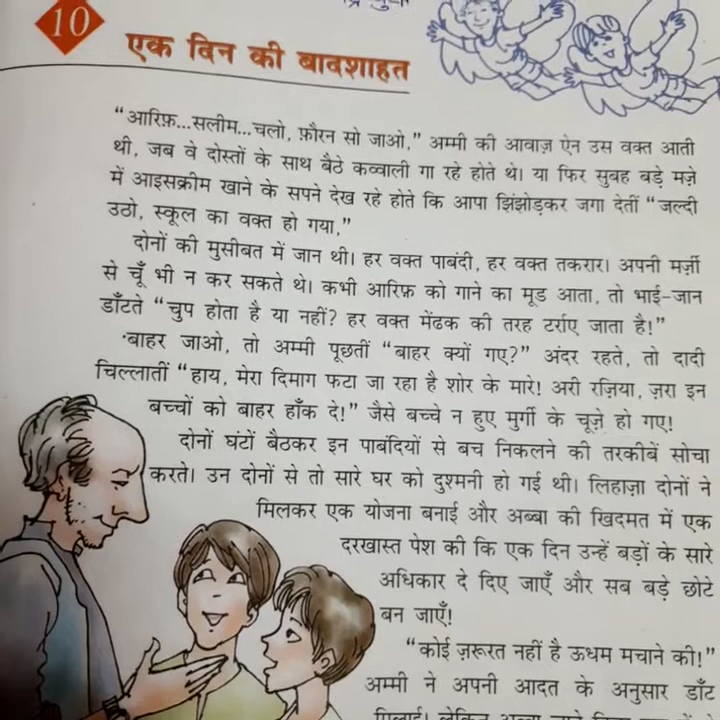 10
एक दिन की बादशाहत
“आरिफ़...सलीम...चलो, फ़ौरन सो जाओ,” अम्मी की आवाज़ ऐन उस वक्त आती
थी, जब वे दोस्तों के साथ बैठे कव्वाली गा रहे होते थे। या फिर सुबह बड़े मज़े
में आइसक्रीम खाने के सपने देख रहे होते कि आपा झिंझोड़कर जगा देतीं “जल्दी
उठो, स्कूल का वक्त हो गया,”
दोनों की मुसीबत में जान थी। हर वक्त पाबंदी, हर वक्त तकरार। अपनी मर्ज़ी
से चूँ भी न कर सकते थे। कभी आरिफ़ को गाने का मूड आता, तो भाई-जान
डाँटते “चुप होता है या नहीं? हर वक्त मेंढक की तरह टर्राए जाता है!”
बाहर जाओ, तो अम्मी पूछतीं “बाहर क्यों गए?” अंदर रहते, तो दादी
चिल्लातीं “हाय, मेरा दिमाग फटा जा रहा है शोर के मारे! अरी रज़िया, ज़रा इन
बच्चों को बाहर हाँक दे!” जैसे बच्चे न हुए मुर्गी के चूज़े हो गए!
दोनों घंटों बैठकर इन पाबंदियों से बच निकलने की तरकीबें सोचा
करते। उन दोनों से तो सारे घर को दुश्मनी हो गई थी। लिहाज़ा दोनों ने
मिलकर एक योजना बनाई और अब्बा की खिदमत में एक
दरखास्त पेश की कि एक दिन उन्हें बड़ों के सारे
अधिकार दे दिए जाएँ और सब बड़े छोटे
बन जाएँ!
“कोई ज़रूरत नहीं है ऊधम मचाने की!”
अम्मी ने अपनी आदत के अनुसार डाँट
पिलाई। लेकिन